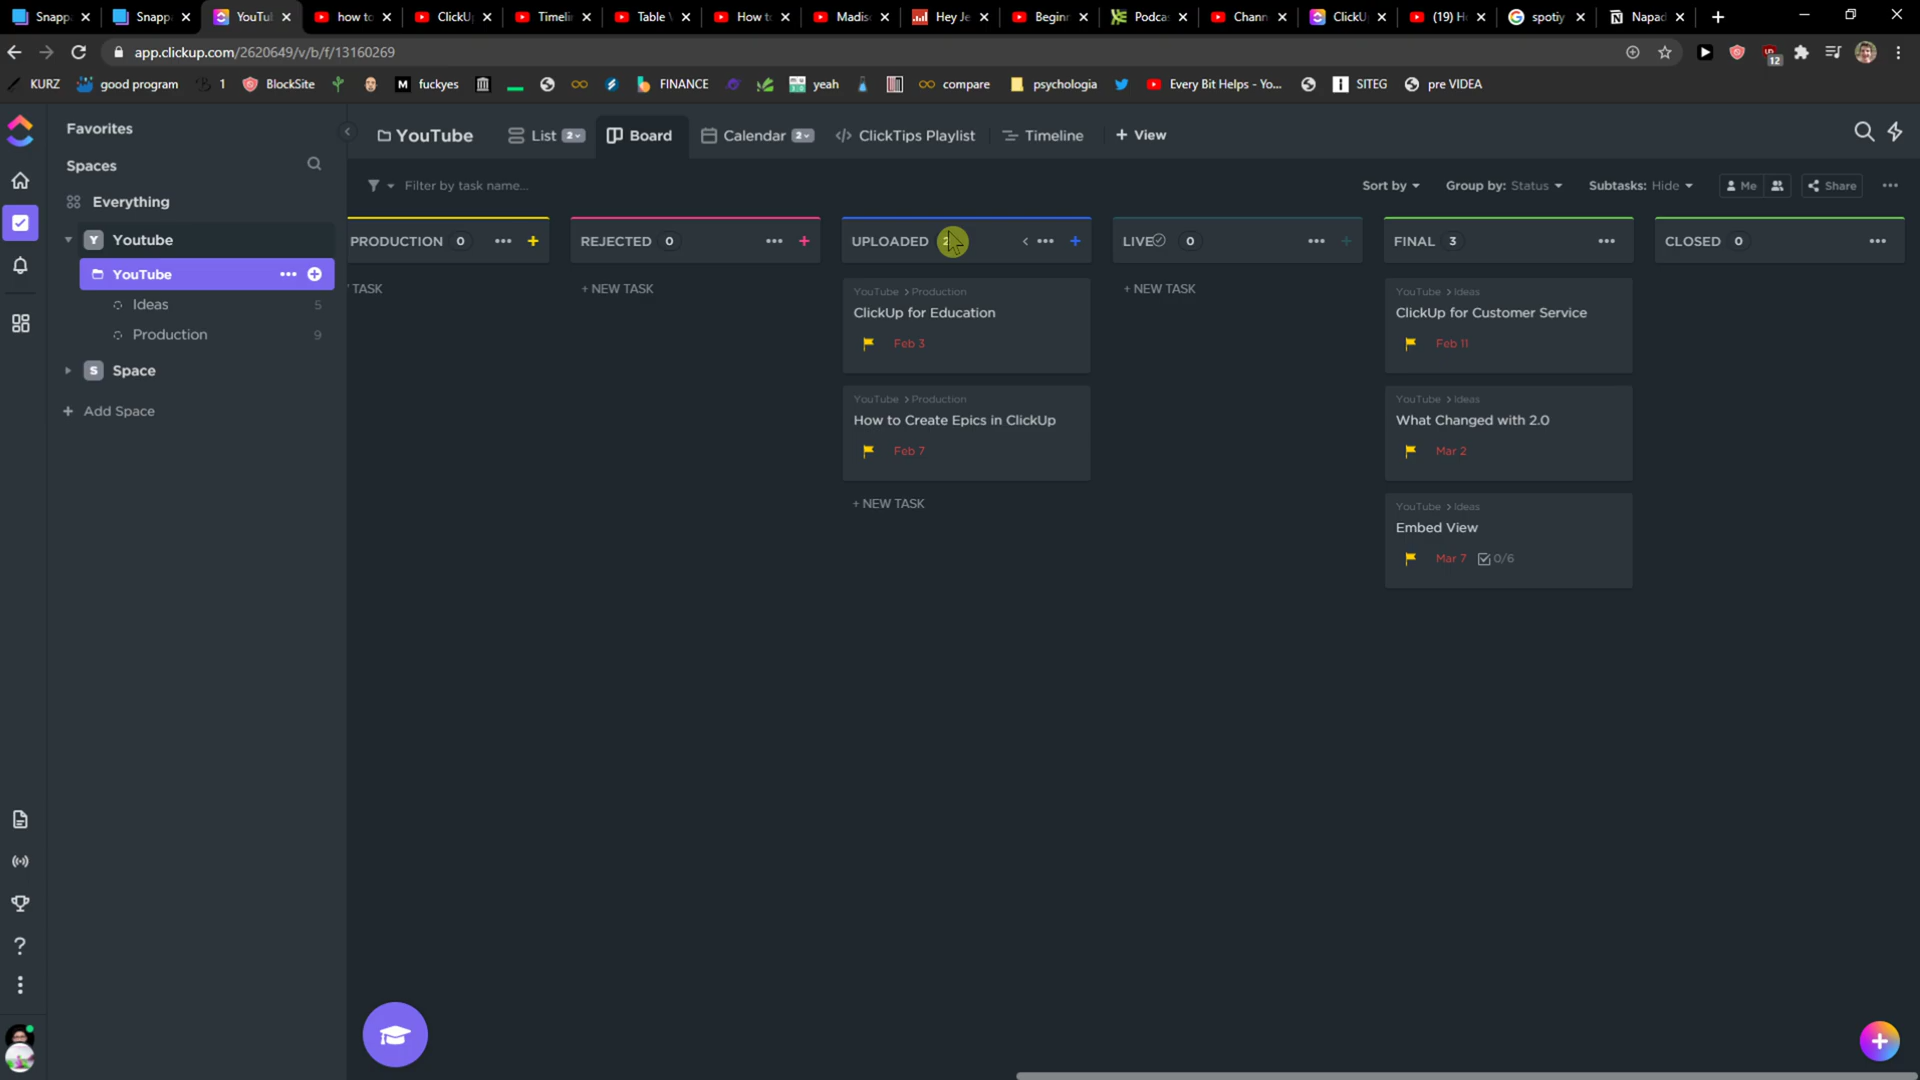 Snapp
Snapp
YouTu
how to
ClickU
Timeli
Table
How to
Madis
Hey Je
Begin
Podca
Chann
ClickU
(19) H
spotiy
Napad
app.clickup.com/2620649/v/b/f/13160269
12
KURZ
good program
1
BlockSite
fuckyes
FINANCE
yeah
compare
psychologia
Every Bit Helps - Yo...
SITEG
pre VIDEA
Favorites
YouTube
List 2
Board
Calendar 2
ClickTips Playlist
Timeline
+ View
Spaces
Filter by task name...
Sort by
Group by: Status
Subtasks: Hide
Me
Share
Everything
Y Youtube
YouTube
Ideas 5
Production 9
S Space
+ Add Space
PRODUCTION 0
REJECTED 0
UPLOADED 2
LIVE 0
FINAL 3
CLOSED 0
TASK
+ NEW TASK
YouTube > Production
ClickUp for Education
Feb 3
YouTube > Production
How to Create Epics in ClickUp
Feb 7
+ NEW TASK
+ NEW TASK
YouTube > Ideas
ClickUp for Customer Service
Feb 11
YouTube > Ideas
What Changed with 2.0
Mar 2
YouTube > Ideas
Embed View
Mar 7 0/6